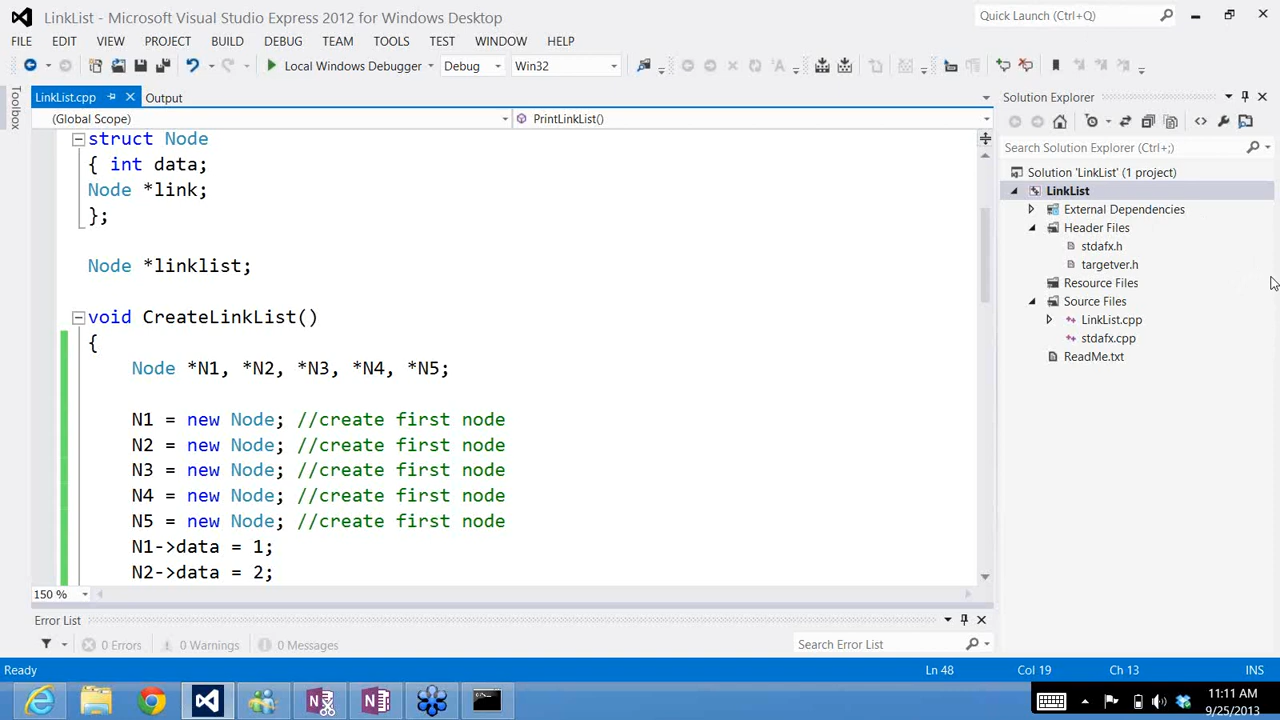 LinkList - Microsoft Visual Studio Express 2012 for Windows Desktop
Quick Launch (Ctrl+Q)
FILE EDIT VIEW PROJECT BUILD DEBUG TEAM TOOLS TEST WINDOW HELP
Local Windows Debugger Debug Win32
Toolbox
LinkList.cpp Output
(Global Scope) PrintLinkList()
struct Node
{ int data;
Node *link;
};
Node *linklist;
void CreateLinkList()
{
Node *N1, *N2, *N3, *N4, *N5;
N1 = new Node; //create first node
N2 = new Node; //create first node
N3 = new Node; //create first node
N4 = new Node; //create first node
N5 = new Node; //create first node
N1->data = 1;
N2->data = 2;
150 %
Solution Explorer
Search Solution Explorer (Ctrl+;)
Solution 'LinkList' (1 project)
LinkList
External Dependencies
Header Files
stdafx.h
targetver.h
Resource Files
Source Files
LinkList.cpp
stdafx.cpp
ReadMe.txt
Error List
0 Errors 0 Warnings 0 Messages
Search Error List
Ready Ln 48 Col 19 Ch 13 INS
11:11 AM
9/25/2013